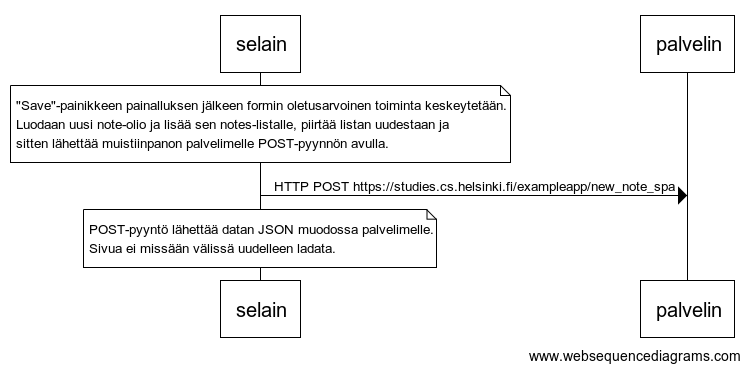 selain
palvelin
"Save"-painikkeen painalluksen jälkeen formin oletusarvoinen toiminta keskeytetään.
Luodaan uusi note-olio ja lisää sen notes-listalle, piirtää listan uudestaan ja
sitten lähettää muistiinpanon palvelimelle POST-pyynnön avulla.
HTTP POST https://studies.cs.helsinki.fi/exampleapp/new_note_spa
POST-pyyntö lähettää datan JSON muodossa palvelimelle.
Sivua ei missään välissä uudelleen ladata.
selain
palvelin
www.websequencediagrams.com